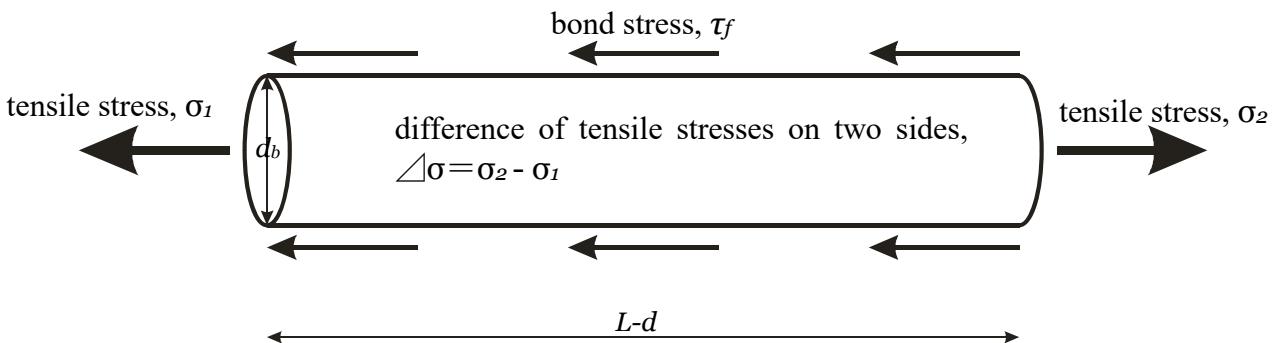 bond stress, τf
tensile stress, σ1
tensile stress, σ2
difference of tensile stresses on two sides,
⊿σ=σ2 - σ1
db
L-d